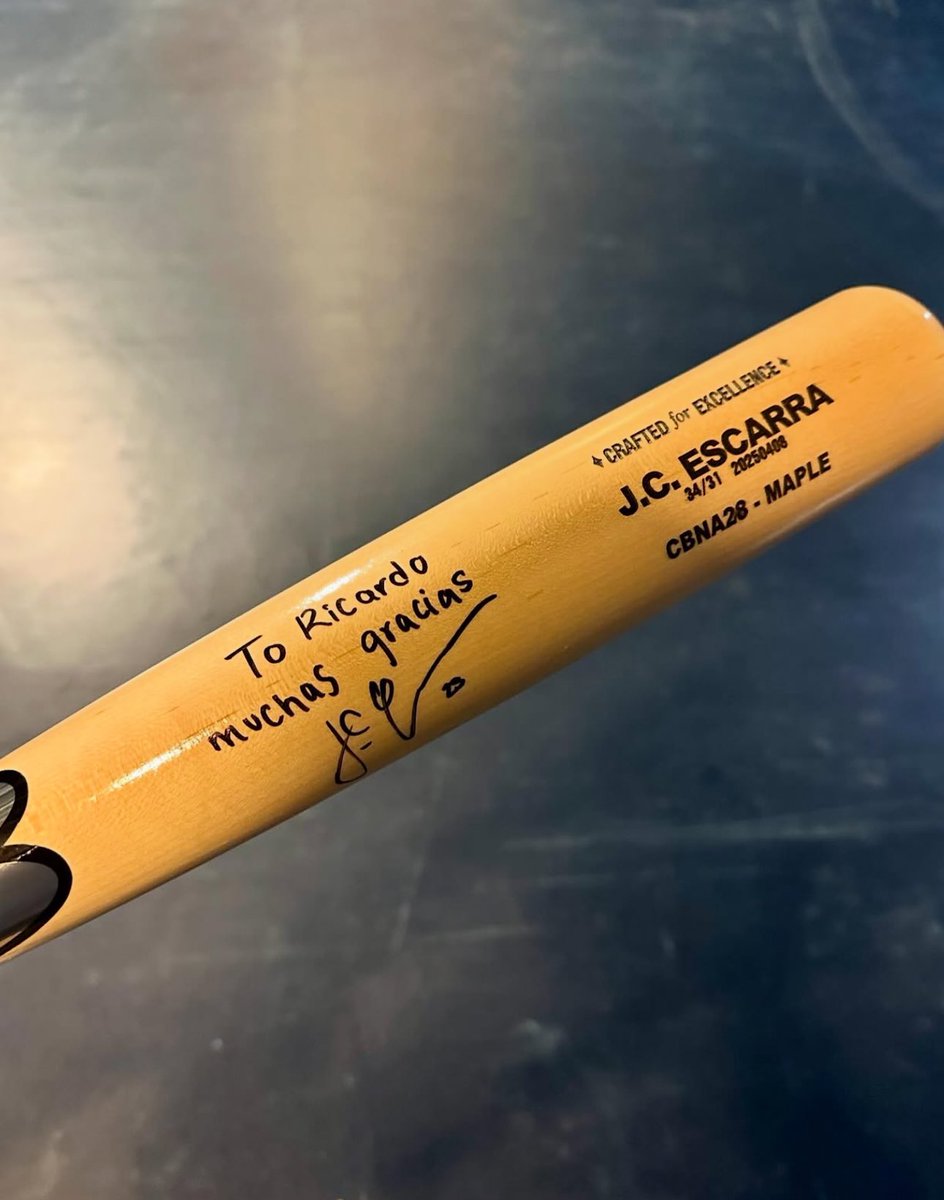 CRAFTED for EXCELLENCE
J.C. ESCARRA
34/31 20250408
CBNA28 - MAPLE
To Ricardo
muchas gracias